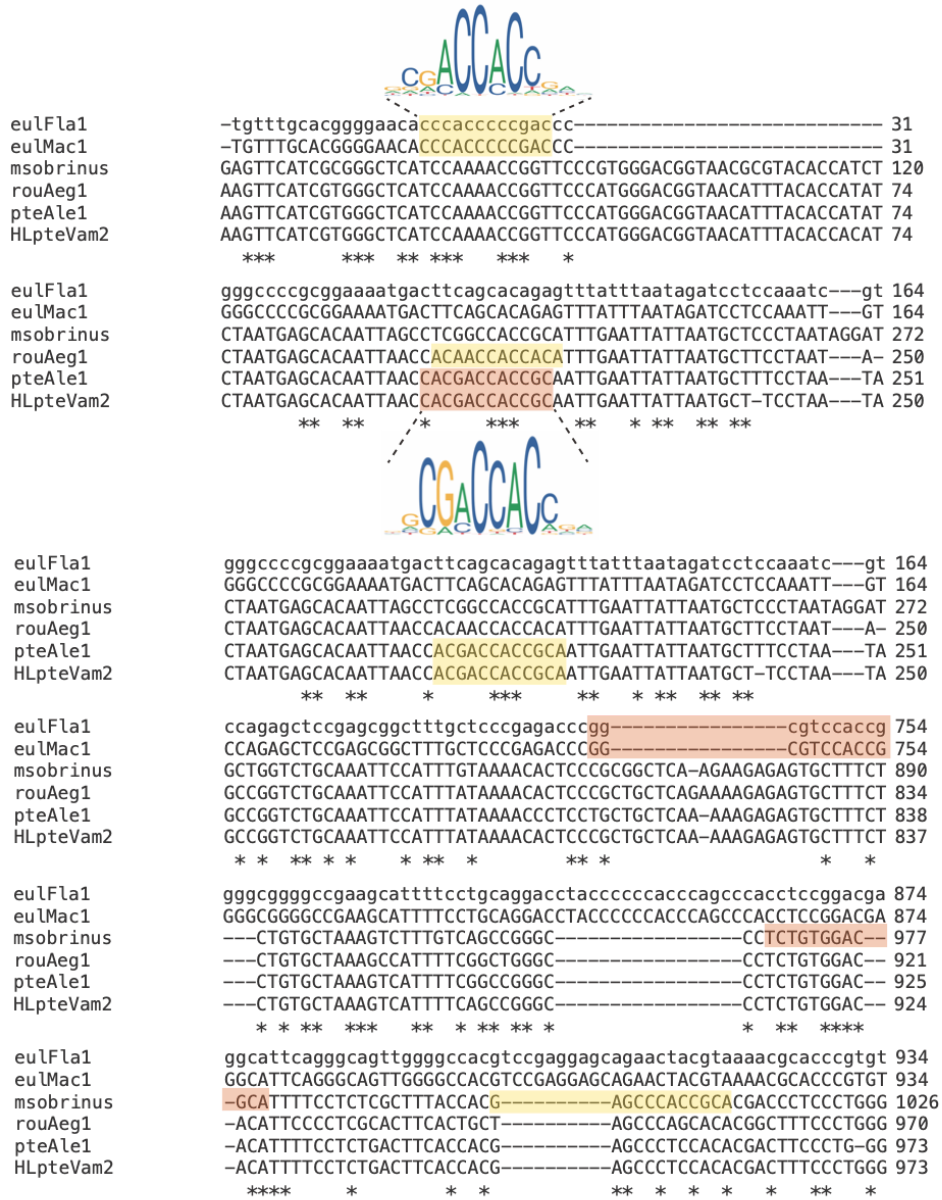 CGACCACC
eulFla1 -tgtttgcacggggaacacccacccccgaccc---------------------------- 31
eulMac1 -TGTTTGCACGGGGAACACCCACCCCCGACCC---------------------------- 31
msobrinus GAGTTCATCGCGGGCTCATCCAAAACCGGTTCCCGTGGGACGGTAACGCGTACACCATCT 120
rouAeg1 AAGTTCATCGTGGGCTCATCCAAAACCGGTTCCCATGGGACGGTAACATTTACACCATAT 74
pteAle1 AAGTTCATCGTGGGCTCATCCAAAACCGGTTCCCATGGGACGGTAACATTTACACCATAT 74
HLpteVam2 AAGTTCATCGTGGGCTCATCCAAAACCGGTTCCCATGGGACGGTAACATTTACACCACAT 74
*** *** ** *** *** *
eulFla1 gggccccgcggaaaatgacttcagcacagagtttatttaatagatcctccaaatc---gt 164
eulMac1 GGGCCCCGCGGAAAATGACTTCAGCACAGAGTTTATTTAATAGATCCTCCAAATT---GT 164
msobrinus CTAATGAGCACAATTAGCCTCGGCCACCGCATTTGAATTATTAATGCTCCCTAATAGGAT 272
rouAeg1 CTAATGAGCACAATTAACCACAACCACCACATTTGAATTATTAATGCTTCCTAAT---A- 250
pteAle1 CTAATGAGCACAATTAACCACGACCACCGCAATTGAATTATTAATGCTTTCCTAA---TA 251
HLpteVam2 CTAATGAGCACAATTAACCACGACCACCGCAATTGAATTATTAATGCT-TCCTAA---TA 250
** ** * *** ** * ** ** **
GCGACCACC
eulFla1 gggccccgcggaaaatgacttcagcacagagtttatttaatagatcctccaaatc---gt 164
eulMac1 GGGCCCCGCGGAAAATGACTTCAGCACAGAGTTTATTTAATAGATCCTCCAAATT---GT 164
msobrinus CTAATGAGCACAATTAGCCTCGGCCACCGCATTTGAATTATTAATGCTCCCTAATAGGAT 272
rouAeg1 CTAATGAGCACAATTAACCACAACCACCACATTTGAATTATTAATGCTTCCTAAT---A- 250
pteAle1 CTAATGAGCACAATTAACCACGACCACCGCAATTGAATTATTAATGCTTTCCTAA---TA 251
HLpteVam2 CTAATGAGCACAATTAACCACGACCACCGCAATTGAATTATTAATGCT-TCCTAA---TA 250
** ** * *** ** * ** ** **
eulFla1 ccagagctccgagcggctttgctcccgagacccgg----------------cgtccaccg 754
eulMac1 CCAGAGCTCCGAGCGGCTTTGCTCCCGAGACCCGG----------------CGTCCACCG 754
msobrinus GCTGGTCTGCAAATTCCATTTGTAAAACACTCCCGCGGCTCA-AGAAGAGAGTGCTTTCT 890
rouAeg1 GCCGGTCTGCAAATTCCATTTATAAAACACTCCCGCTGCTCAGAAAAGAGAGTGCTTTCT 834
pteAle1 GCCGGTCTGCAAATTCCATTTATAAAACCCTCCTGCTGCTCAA-AAAGAGAGTGCTTTCT 838
HLpteVam2 GCCGGTCTGCAAATTCCATTTATAAAACACTCCCGCTGCTCAA-AAAGAGAGTGCTTTCT 837
* * ** * * * ** * ** * * *
eulFla1 gggcggggccgaagcattttcctgcaggacctaccccccacccagcccacctccggacga 874
eulMac1 GGGCGGGGCCGAAGCATTTTCCTGCAGGACCTACCCCCCACCCAGCCCACCTCCGGACGA 874
msobrinus ---CTGTGCTAAAGTCTTTGTCAGCCGGGC-----------------CCTCTGTGGAC-- 977
rouAeg1 ---CTGTGCTAAAGCCATTTTCGGCTGGGC-----------------CCTCTGTGGAC-- 921
pteAle1 ---CTGTGCTAAAGTCATTTTCGGCCGGGC-----------------CCTCTGTGGAC-- 925
HLpteVam2 ---CTGTGCTAAAGTCATTTTCAGCCGGGC-----------------CCTCTGTGGAC-- 924
* * ** *** ** * ** ** * * ** ****
eulFla1 ggcattcagggcagttggggccacgtccgaggagcagaactacgtaaaacgcacccgtgt 934
eulMac1 GGCATTCAGGGCAGTTGGGGCCACGTCCGAGGAGCAGAACTACGTAAAACGCACCCGTGT 934
msobrinus -GCATTTTCCTCTCGCTTTACCACG----------AGCCCACCGCACGACCCTCCCTGGG 1026
rouAeg1 -ACATTCCCCTCGCACTTCACTGCT----------AGCCCAGCACACGGCTTTCCCTGGG 970
pteAle1 -ACATTTTCCTCTGACTTCACCACG----------AGCCCTCCACACGACTTCCCTG-GG 973
HLpteVam2 -ACATTTTCCTCTGACTTCACCACG----------AGCCCTCCACACGACTTTCCCTGGG 973
**** * * * ** * * * * ** *